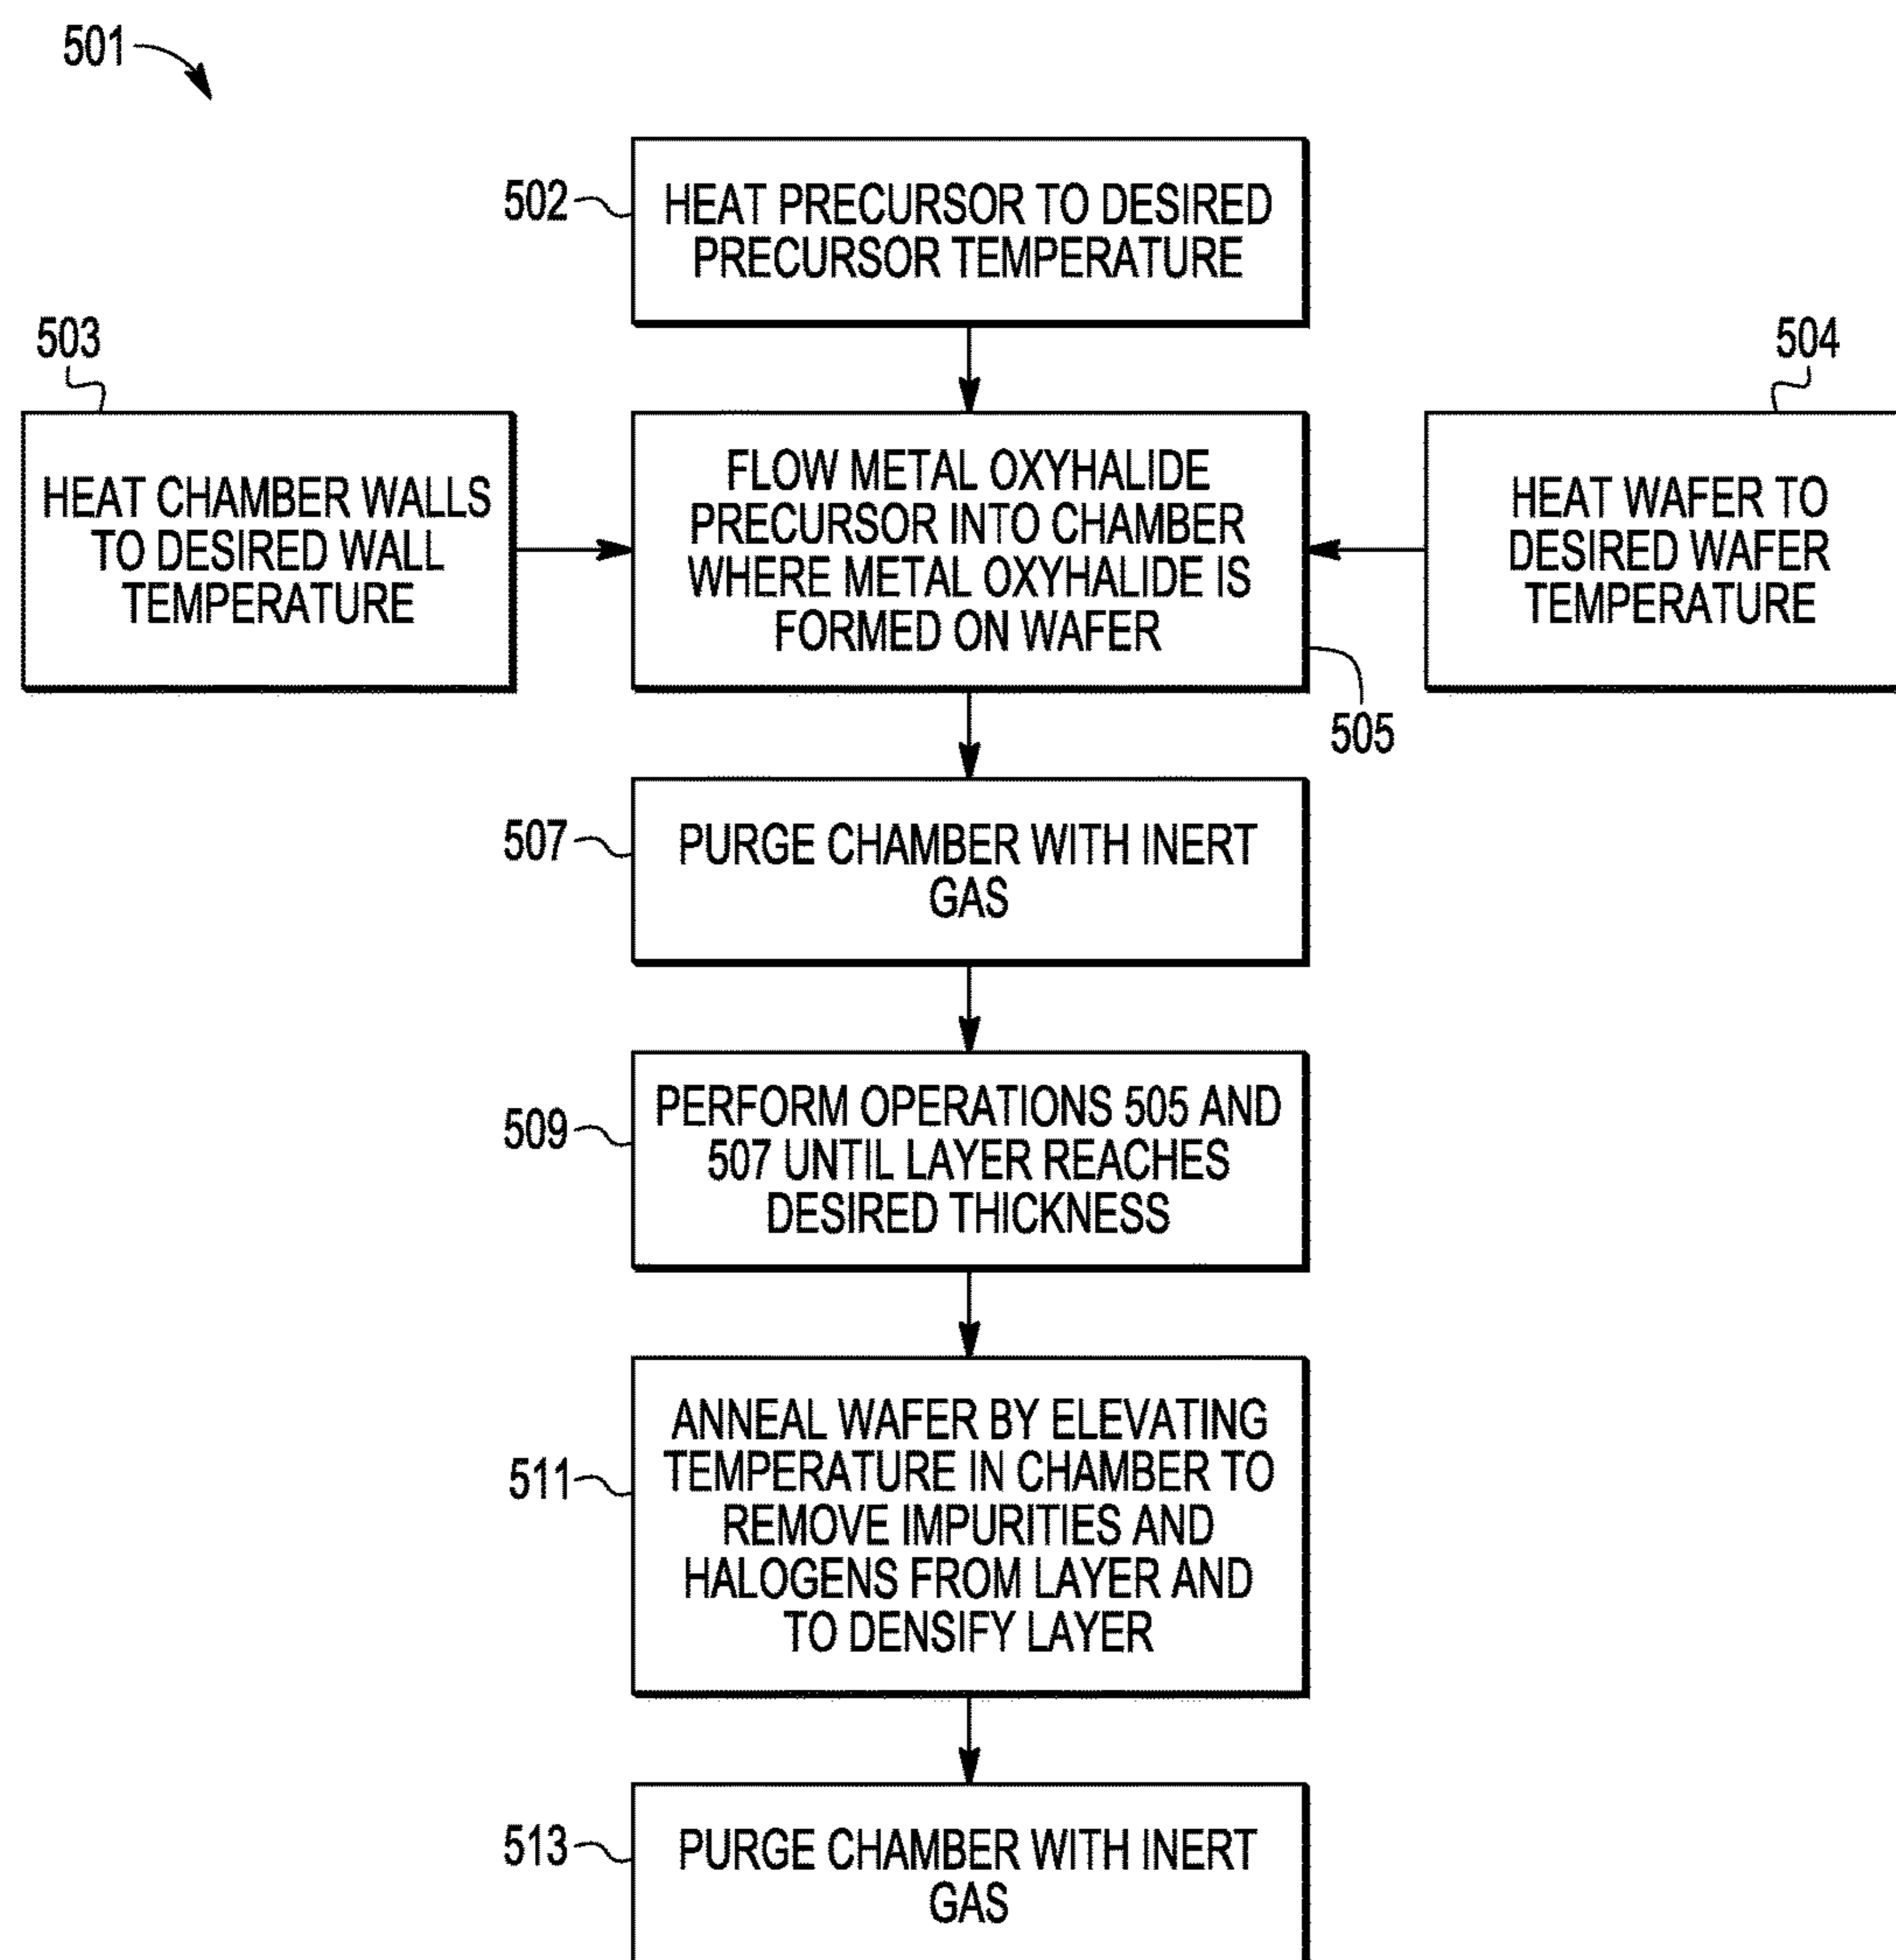 501
502
HEAT PRECURSOR TO DESIRED
PRECURSOR TEMPERATURE
503
HEAT CHAMBER WALLS
TO DESIRED WALL
TEMPERATURE
FLOW METAL OXYHALIDE
PRECURSOR INTO CHAMBER
WHERE METAL OXYHALIDE IS
FORMED ON WAFER
504
HEAT WAFER TO
DESIRED WAFER
TEMPERATURE
505
507
PURGE CHAMBER WITH INERT
GAS
509
PERFORM OPERATIONS 505 AND
507 UNTIL LAYER REACHES
DESIRED THICKNESS
511
ANNEAL WAFER BY ELEVATING
TEMPERATURE IN CHAMBER TO
REMOVE IMPURITIES AND
HALOGENS FROM LAYER AND
TO DENSIFY LAYER
513
PURGE CHAMBER WITH INERT
GAS